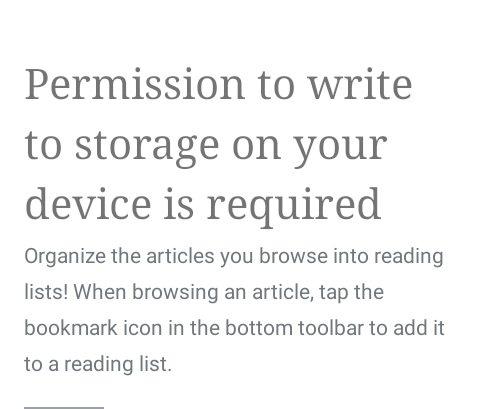 Permission to write
to storage on your
device is required
Organize the articles you browse into reading
lists! When browsing an article, tap the
bookmark icon in the bottom toolbar to add it
to a reading list.